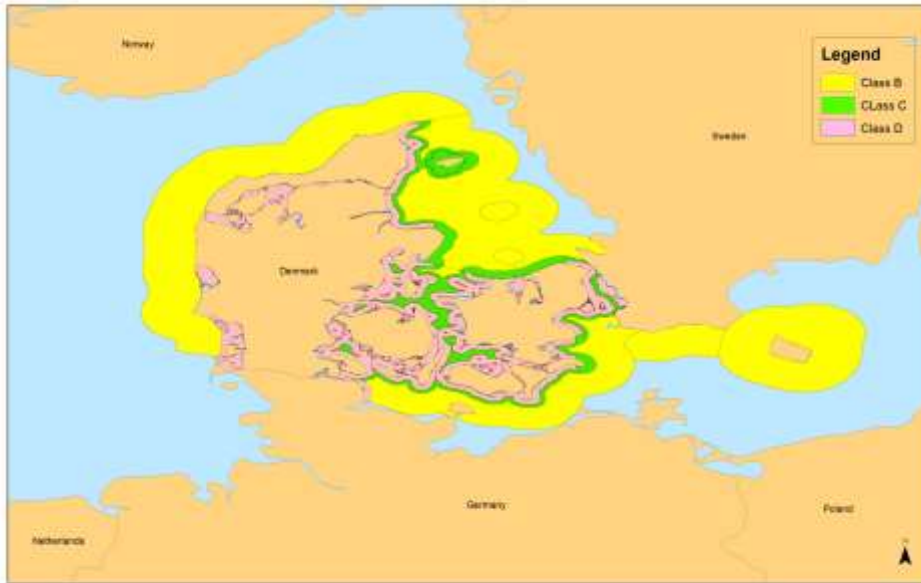 Norway
Legend
Class B
CLass C
Class D
Sweden
Denmark
Germany
Poland
Netherlands